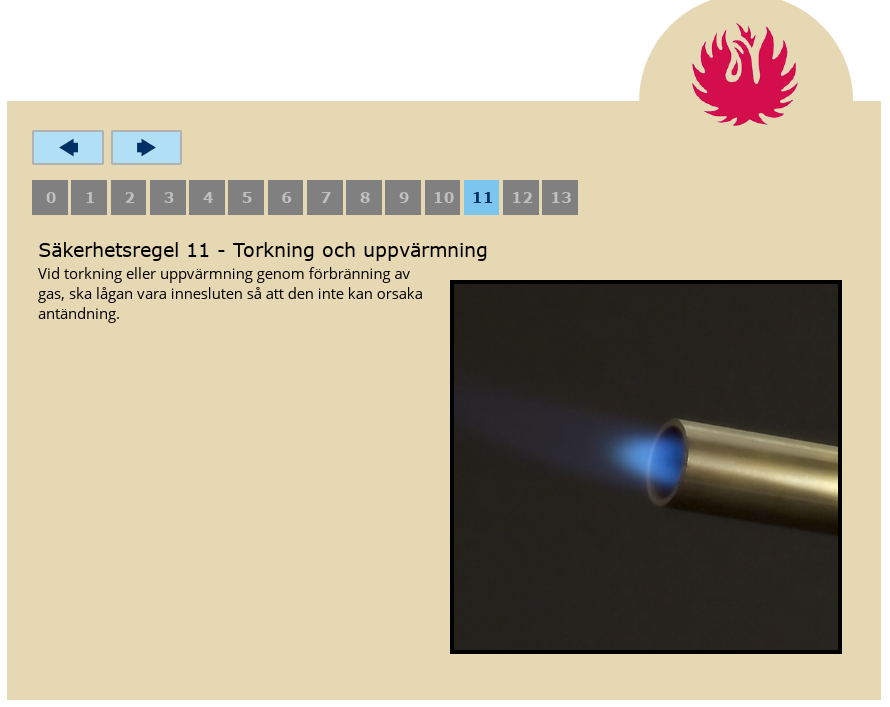 0 1 2 3 4 5 6 7 8 9 10 11 12 13
Säkerhetsregel 11 - Torkning och uppvärmning
Vid torkning eller uppvärmning genom förbränning av
gas, ska lågan vara innesluten så att den inte kan orsaka
antändning.